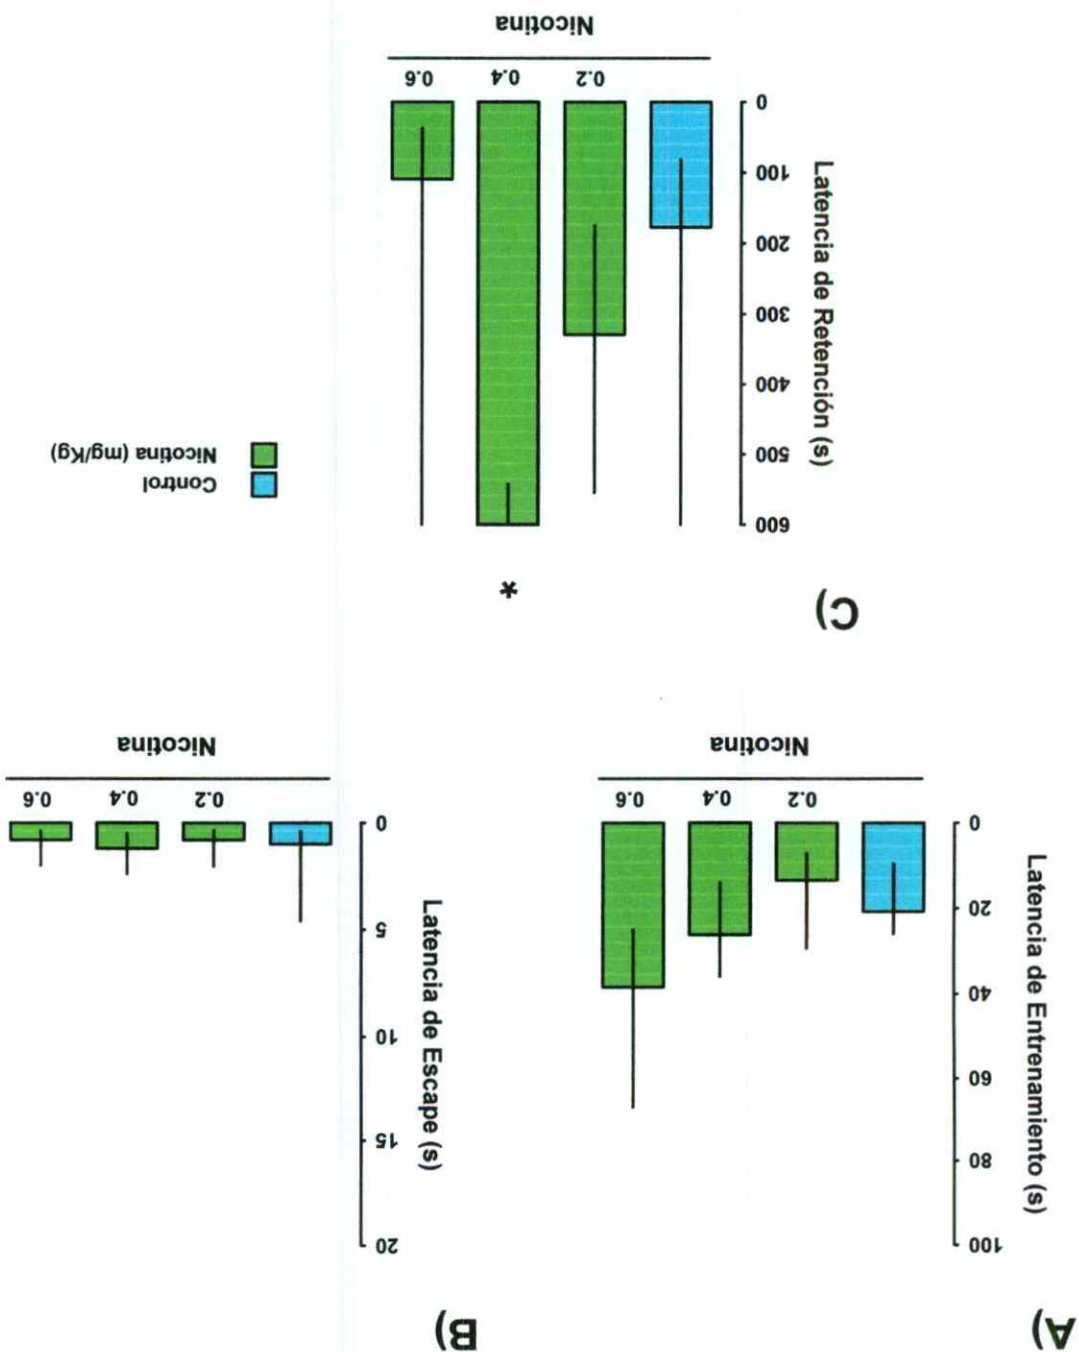 A)
Latencia de Entrenamiento (s)
100
80
60
40
20
0
0.2
0.4
0.6
Nicotina
B)
Latencia de Escape (s)
20
15
10
5
0
0.2
0.4
0.6
Nicotina
C)
Latencia de Retención (s)
600
500
400
300
200
100
0
*
0.2
0.4
0.6
Nicotina
Control
Nicotina (mg/Kg)